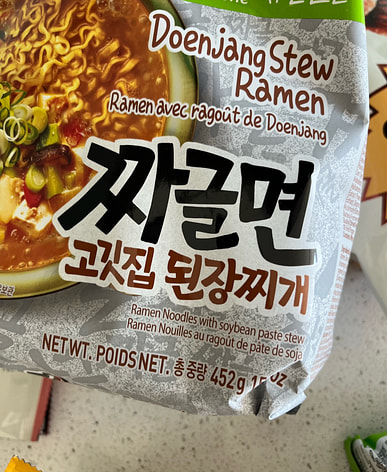 Doenjang Stew
Ramen
Ramen avec ragoût de Doenjang
짜글면
고깃집 된장찌개
Ramen Noodles with soybean paste stew
Ramen Nouilles au ragoût de pâte de soja
NET WT. POIDS NET. 총 중량 452g
oz